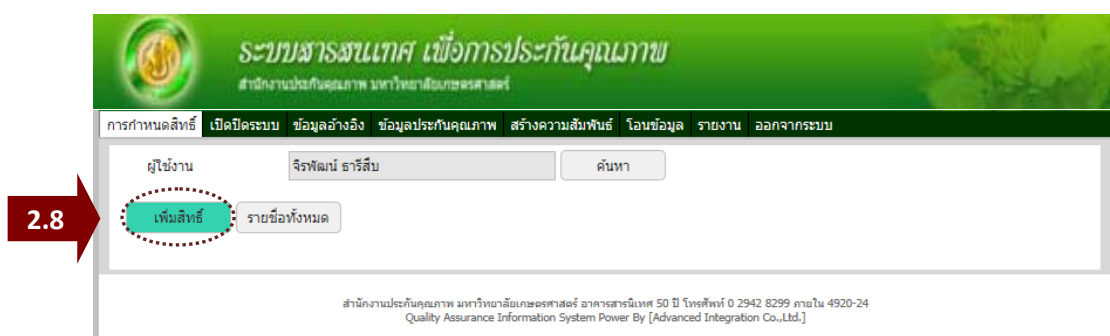 ระบบสารสนเทศ เพื่อการประกันคุณภาพ
สำนักงานประกันคุณภาพ มหาวิทยาลัยเกษตรศาสตร์
การกำหนดสิทธิ์ เปิดปิดระบบ ข้อมูลอ้างอิง ข้อมูลประกันคุณภาพ สร้างความสัมพันธ์ โอนข้อมูล รายงาน ออกจากระบบ
ผู้ใช้งาน จิรพัฒน์ ธารีสืบ ค้นหา
2.8 เพิ่มสิทธิ์ รายชื่อทั้งหมด
สำนักงานประกันคุณภาพ มหาวิทยาลัยเกษตรศาสตร์ อาคารสารนิเทศ 50 ปี โทรศัพท์ 0 2942 8299 ภายใน 4920-24
Quality Assurance Information System Power By [Advanced Integration Co.,Ltd.]